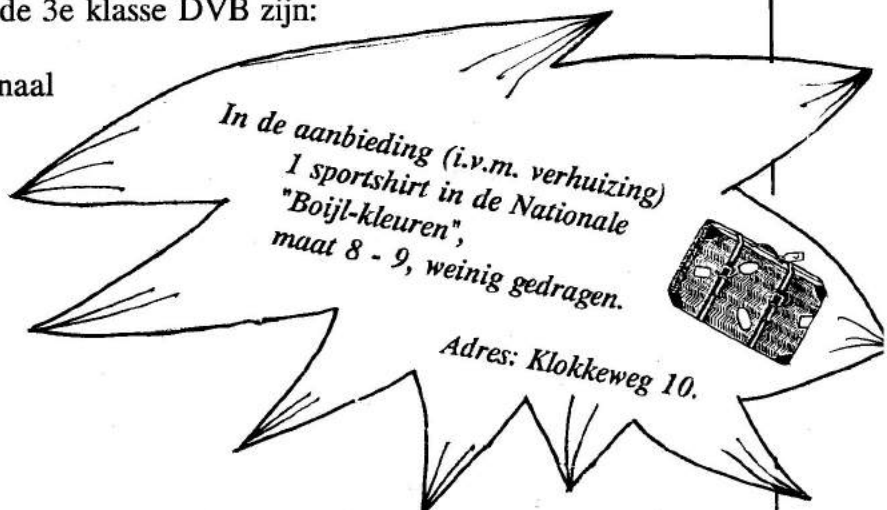 de 3e klasse DVB zijn:
naal
In de aanbieding (i.v.m. verhuizing)
1 sportshirt in de Nationale
"Boijl-kleuren",
maat 8 - 9, weinig gedragen.
Adres: Klokkeweg 10.